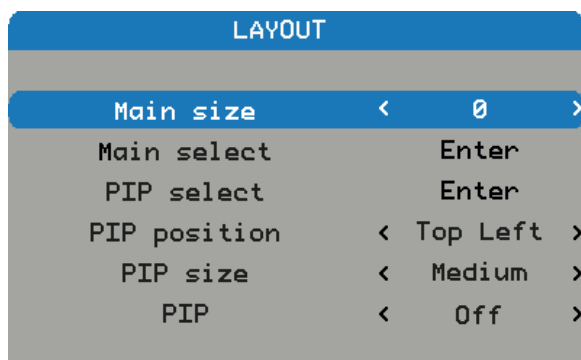 LAYOUT
Main size < 0 >
Main select Enter
PIP select Enter
PIP position < Top Left >
PIP size < Medium >
PIP < Off >